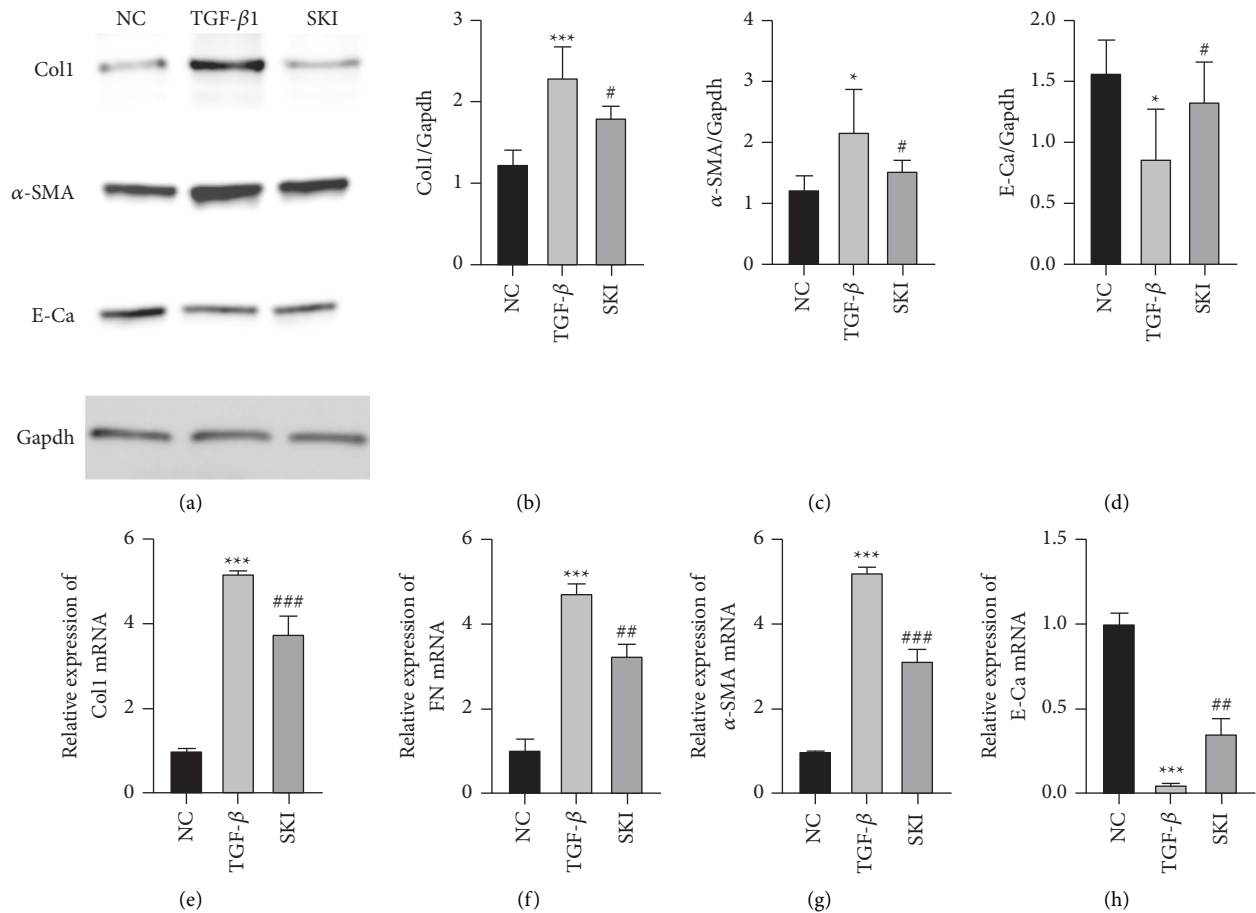 NC TGF-β1 SKI
Col1
α-SMA
E-Ca
Gapdh
(a)
Col1/Gapdh
3
2
1
0
***
#
NC
TGF-β
SKI
(b)
α-SMA/Gapdh
4
3
2
1
0
*
#
NC
TGF-β
SKI
(c)
E-Ca/Gapdh
2.0
1.5
1.0
0.5
0.0
*
#
NC
TGF-β
SKI
(d)
Relative expression of
Col1 mRNA
6
4
2
0
***
###
NC
TGF-β
SKI
(e)
Relative expression of
FN mRNA
6
4
2
0
***
##
NC
TGF-β
SKI
(f)
Relative expression of
α-SMA mRNA
6
4
2
0
***
###
NC
TGF-β
SKI
(g)
Relative expression of
E-Ca mRNA
1.5
1.0
0.5
0.0
***
##
NC
TGF-β
SKI
(h)